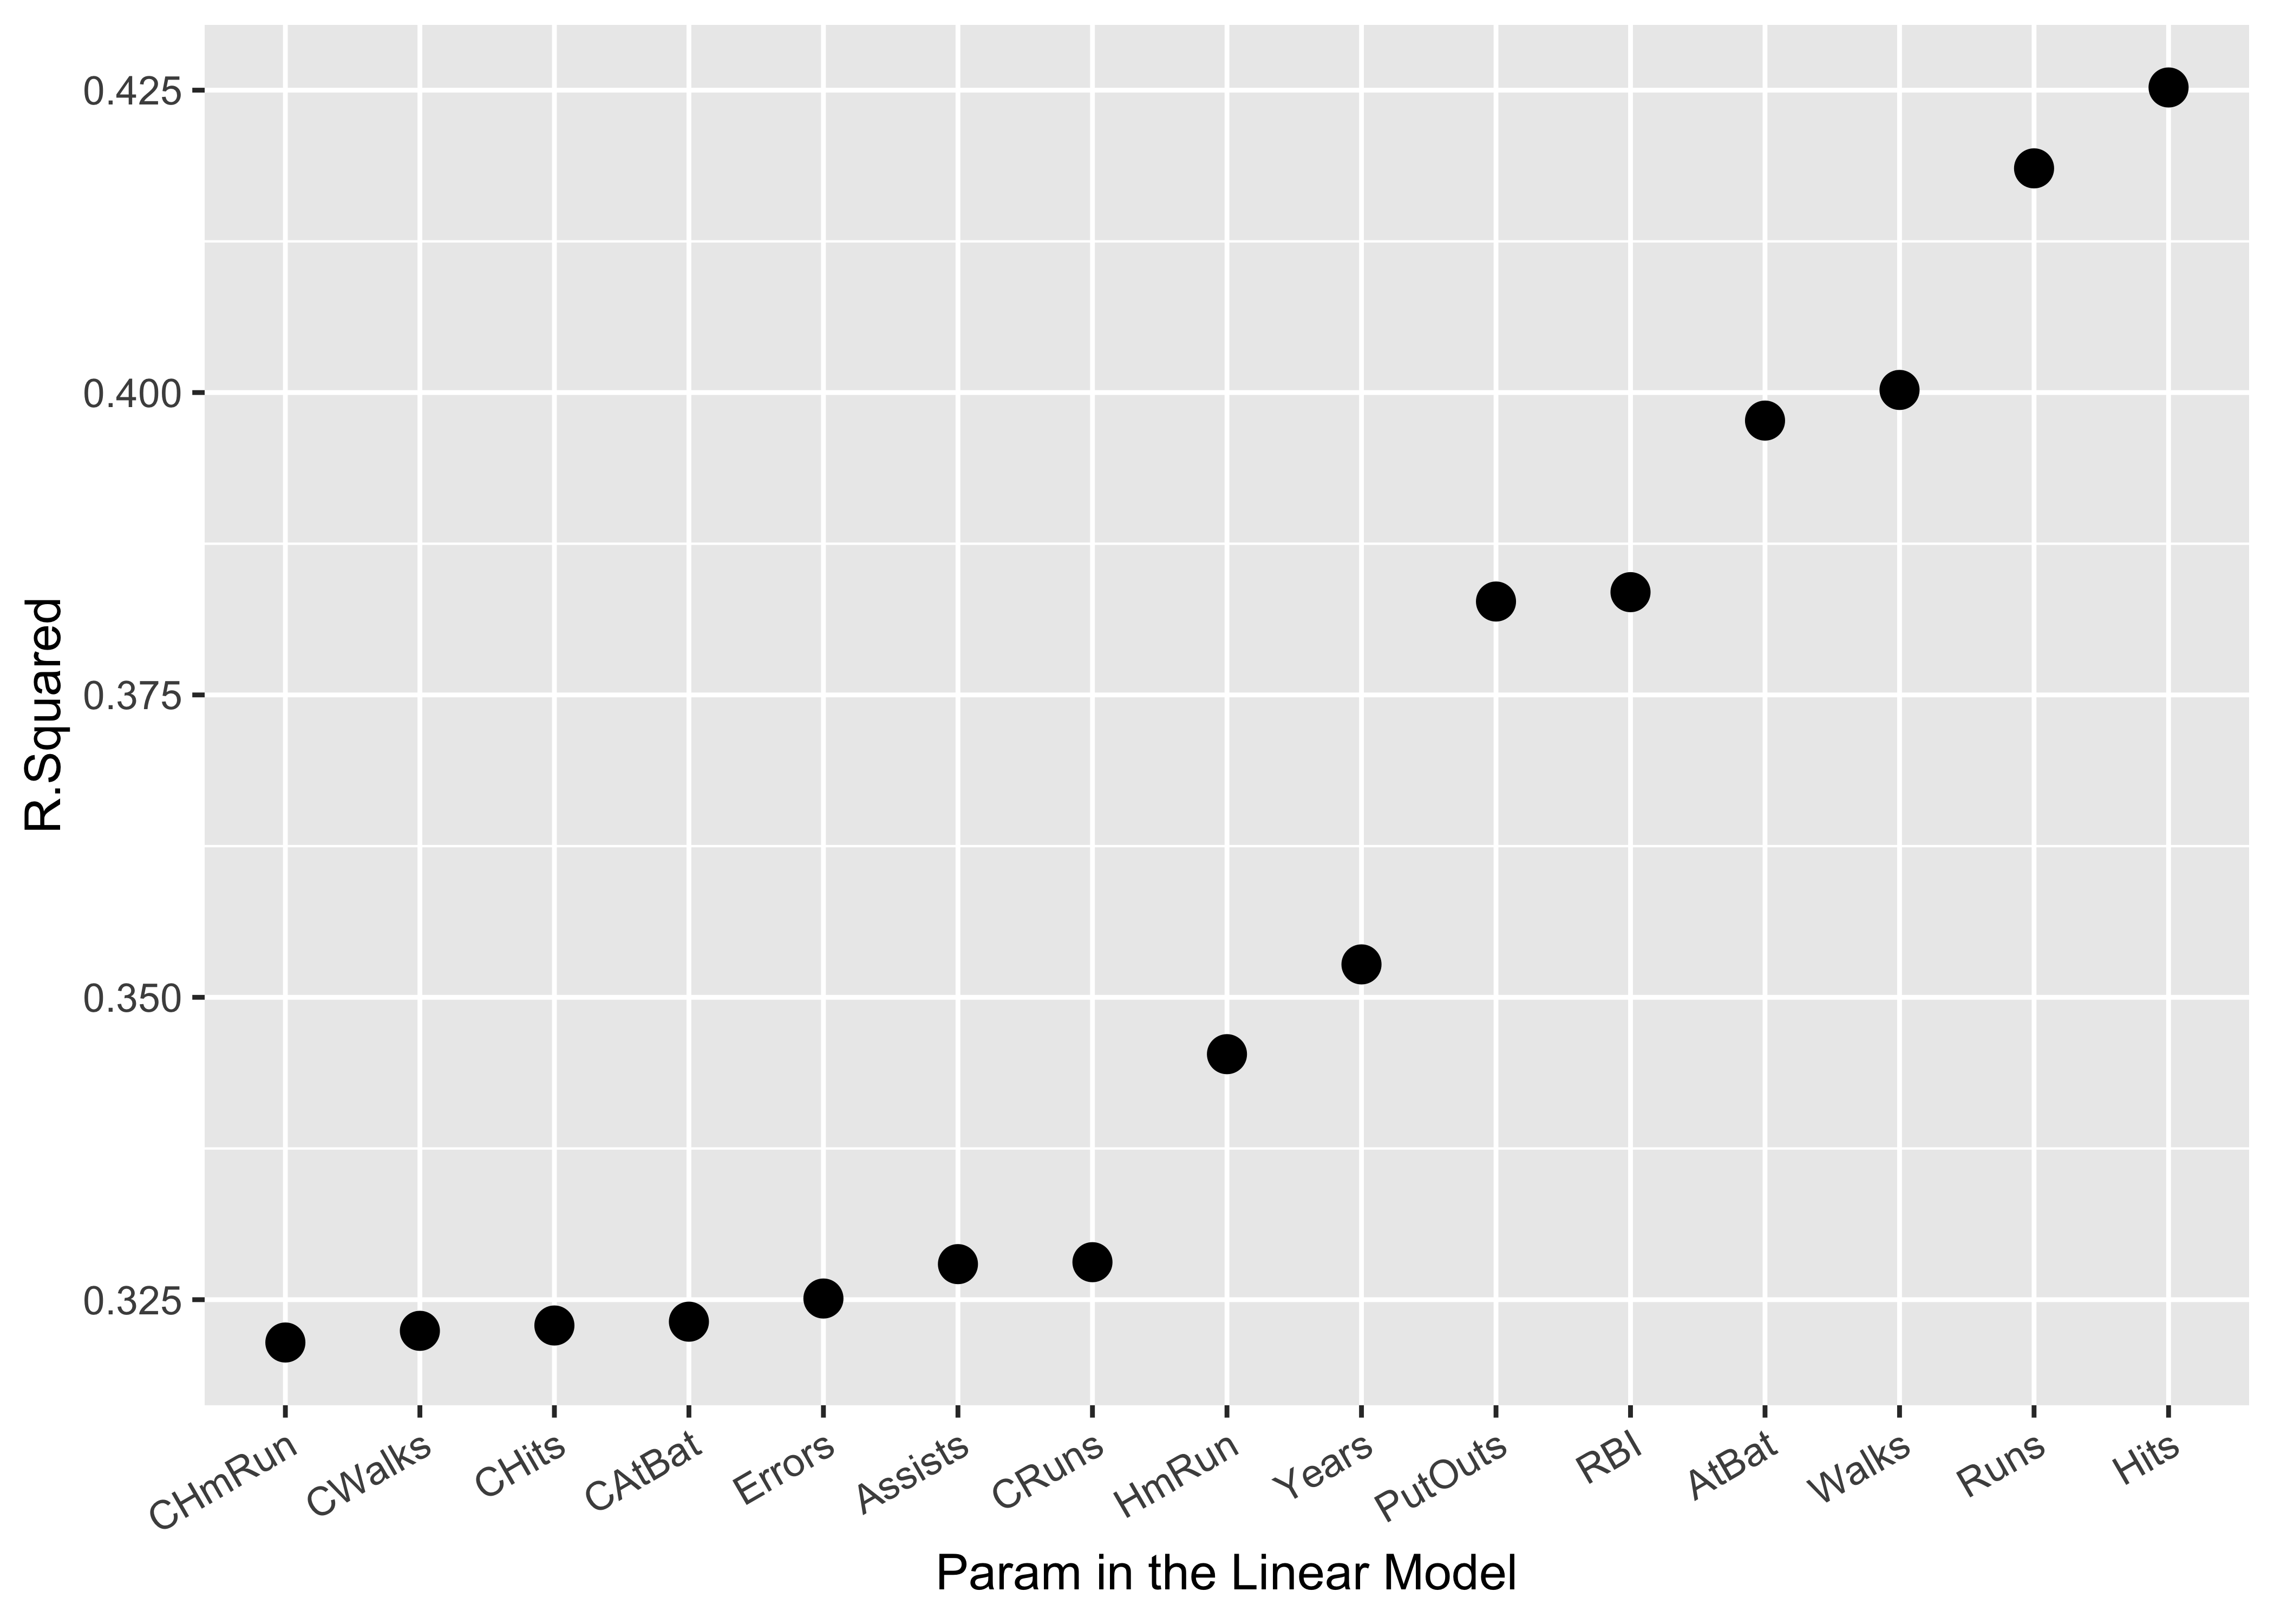 R.Squared
0.425
0.400
0.375
0.350
0.325
CHmRun
CWalks
CHits
CAtBat
Errors
Assists
CRuns
HmRun
Years
PutOuts
RBI
AtBat
Walks
Runs
Hits
Param in the Linear Model